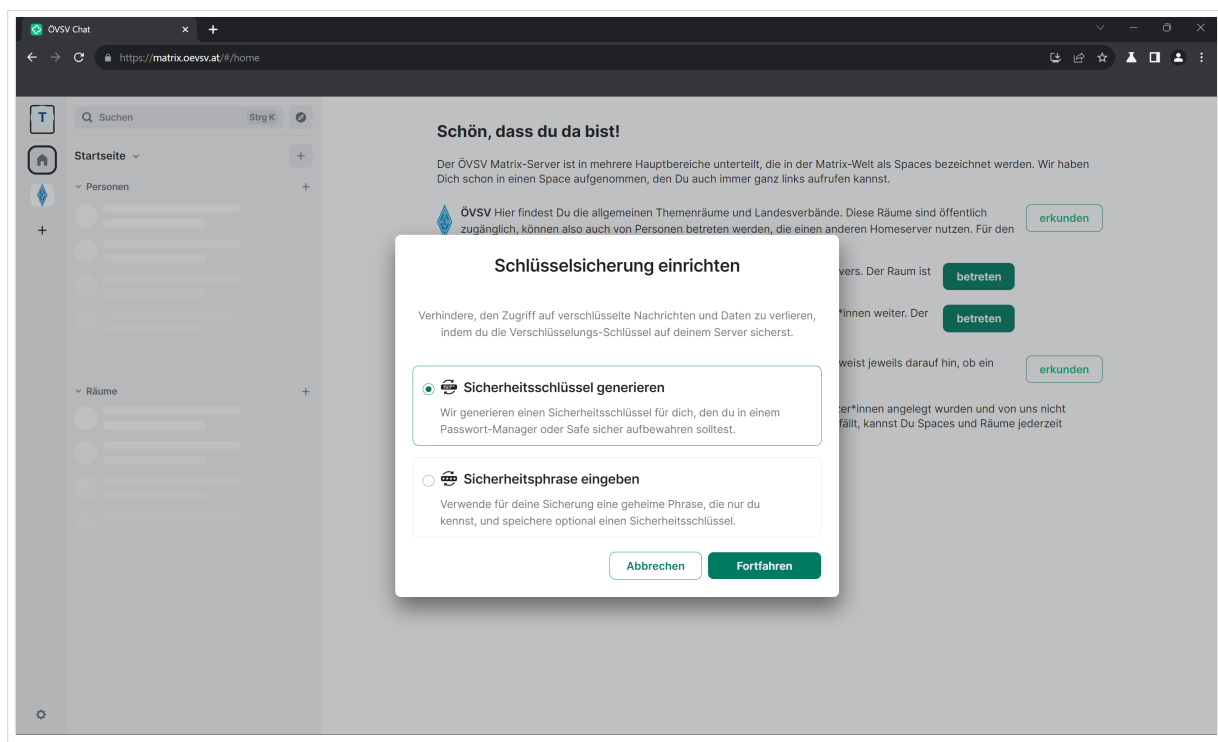 ÖVSV Chat
https://matrix.oevsv.at/#/home
T
Suchen
Strg K
Startseite
Personen
Räume
Schön, dass du da bist!
Der ÖVSV Matrix-Server ist in mehrere Hauptbereiche unterteilt, die in der Matrix-Welt als Spaces bezeichnet werden. Wir haben
Dich schon in einen Space aufgenommen, den Du auch immer ganz links aufrufen kannst.
ÖVSV Hier findest Du die allgemeinen Themenräume und Landesverbände. Diese Räume sind öffentlich
zugänglich, können also auch von Personen betreten werden, die einen anderen Homeserver nutzen. Für den
erkunden
vers. Der Raum ist
betreten
*innen weiter. Der
betreten
weist jeweils darauf hin, ob ein
erkunden
er*innen angelegt wurden und von uns nicht
fällt, kannst Du Spaces und Räume jederzeit
Schlüsselsicherung einrichten
Verhindere, den Zugriff auf verschlüsselte Nachrichten und Daten zu verlieren,
indem du die Verschlüsselungs-Schlüssel auf deinem Server sicherst.
Sicherheitsschlüssel generieren
Wir generieren einen Sicherheitsschlüssel für dich, den du in einem
Passwort-Manager oder Safe sicher aufbewahren solltest.
Sicherheitsphrase eingeben
Verwende für deine Sicherung eine geheime Phrase, die nur du
kennst, und speichere optional einen Sicherheitsschlüssel.
Abbrechen
Fortfahren